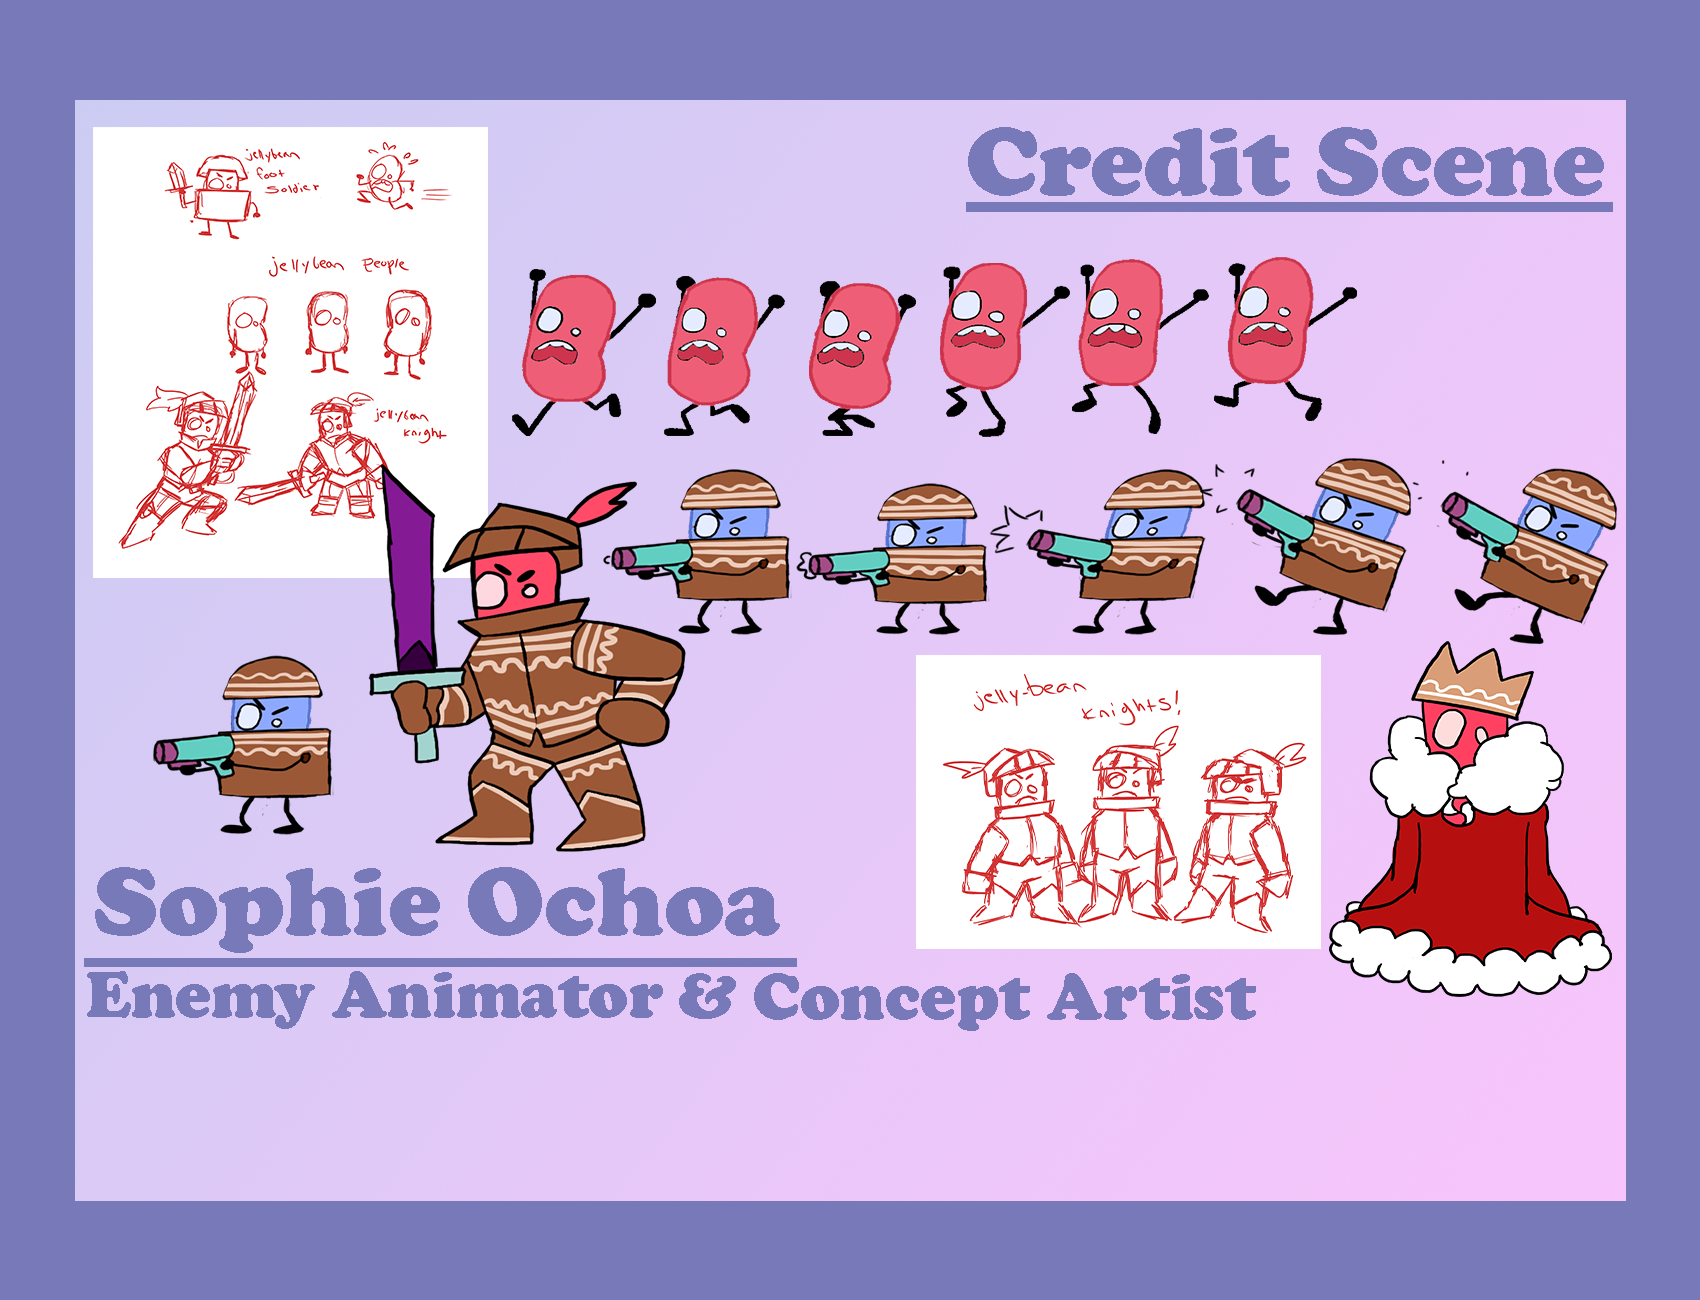 Credit Scene
jellybean
foot
Soldier
jellybean People
jellybean
knight
jelly-bean
knights!
Sophie Ochoa
Enemy Animator & Concept Artist